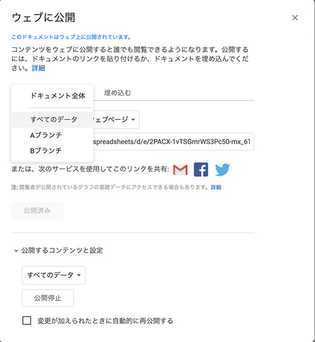 ウェブに公開
このドキュメントはウェブ上に公開されています。
コンテンツをウェブに公開すると誰でも閲覧できるようになります。公開する
には、ドキュメントのリンクを貼り付けるか、ドキュメントを埋め込んでくだ
さい。詳細
ドキュメント全体
埋め込む
すべてのデータ
ェブページ
Aブランチ
spreadsheets/d/e/2PACX-1vTSGmrWS3Pc50-mx_61
Bブランチ
または、次のサービスを使用してこのリンクを共有:
注: 閲覧者が公開されているグラフの基礎データにアクセスできる場合もあります。詳細
公開済み
公開するコンテンツと設定
すべてのデータ
公開停止
変更が加えられたときに自動的に再公開する